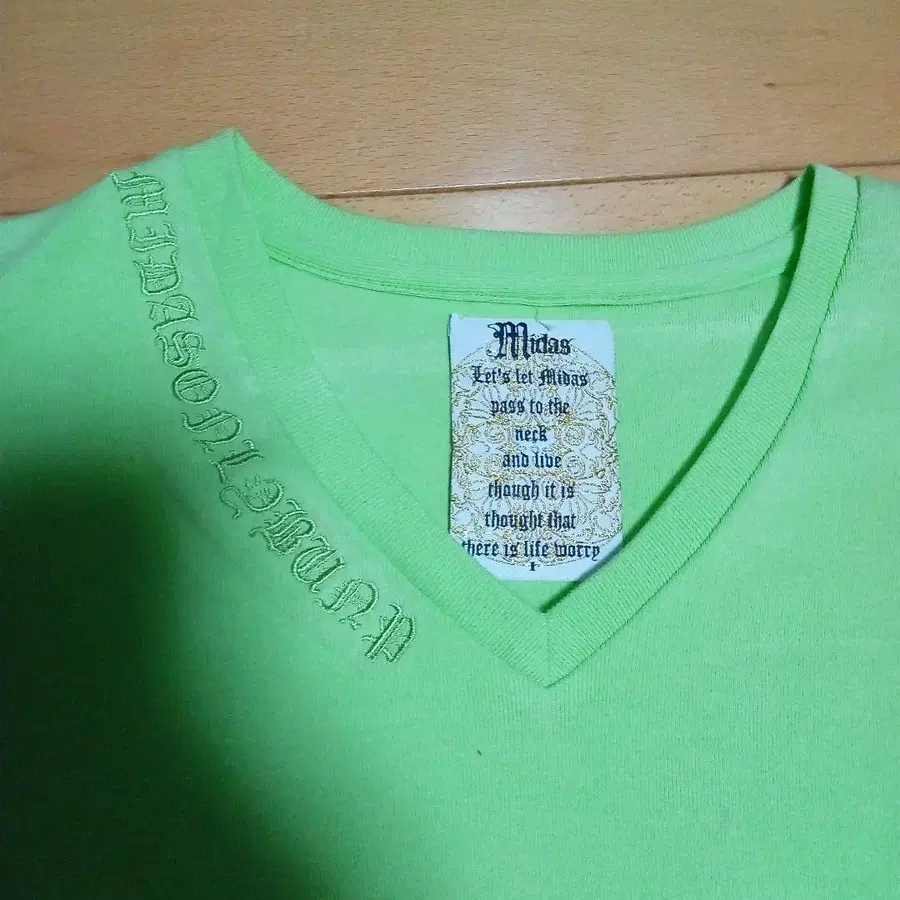 Midas
Let's let Midas
pass to the
neck
and live
though it is
thought that
there is life worry
1